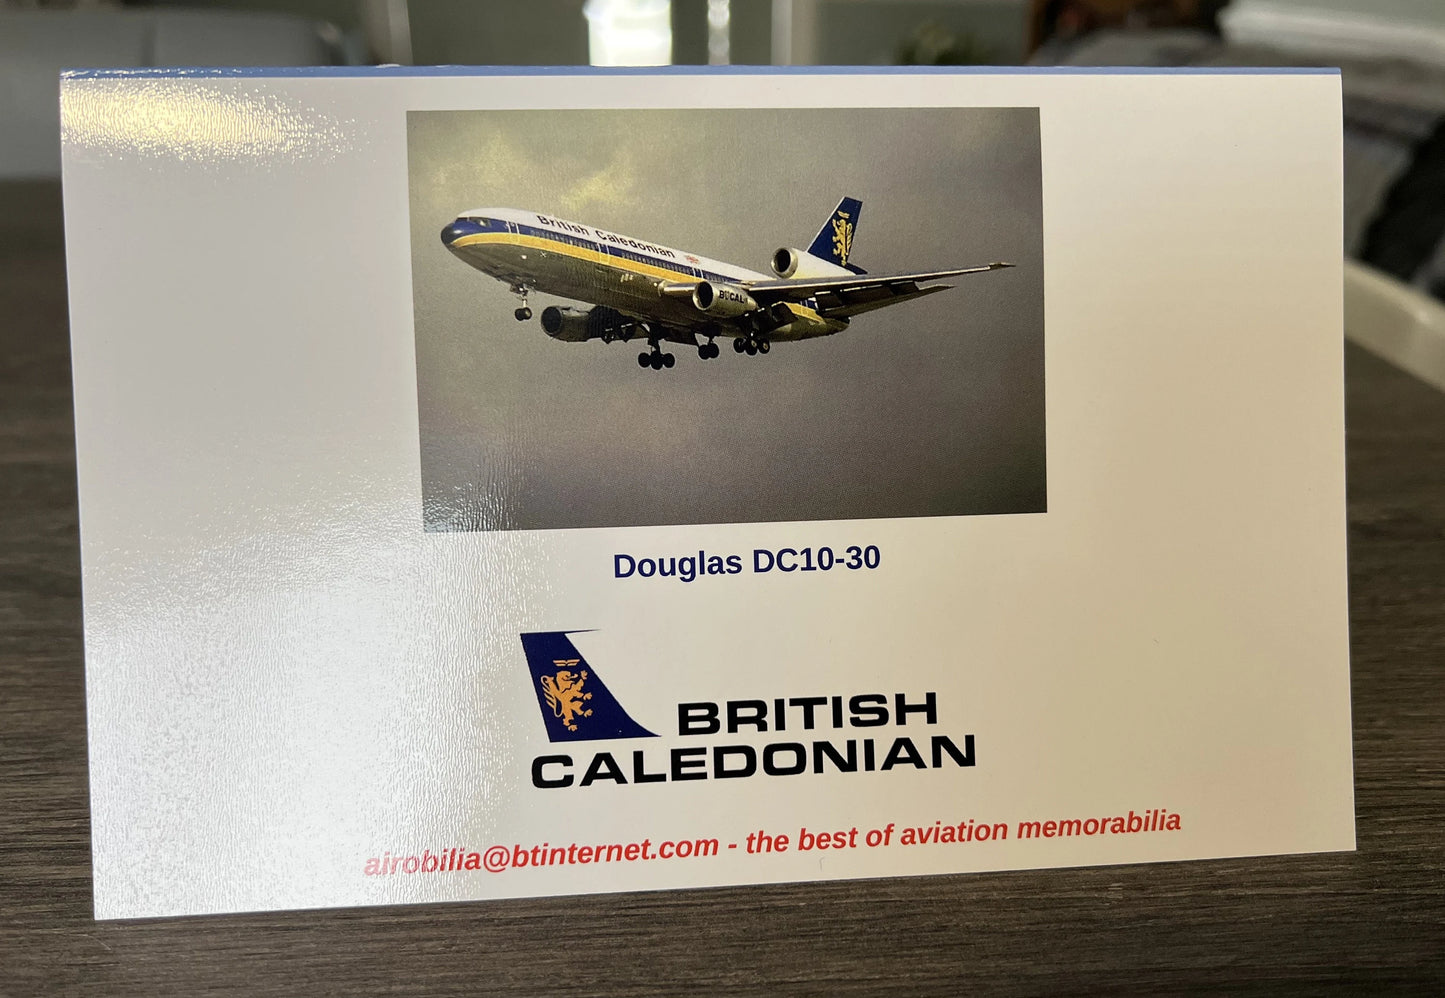 British Caledonian
BCAL
Douglas DC10-30
BRITISH
CALEDONIAN
airobilia@btinternet.com - the best of aviation memorabilia